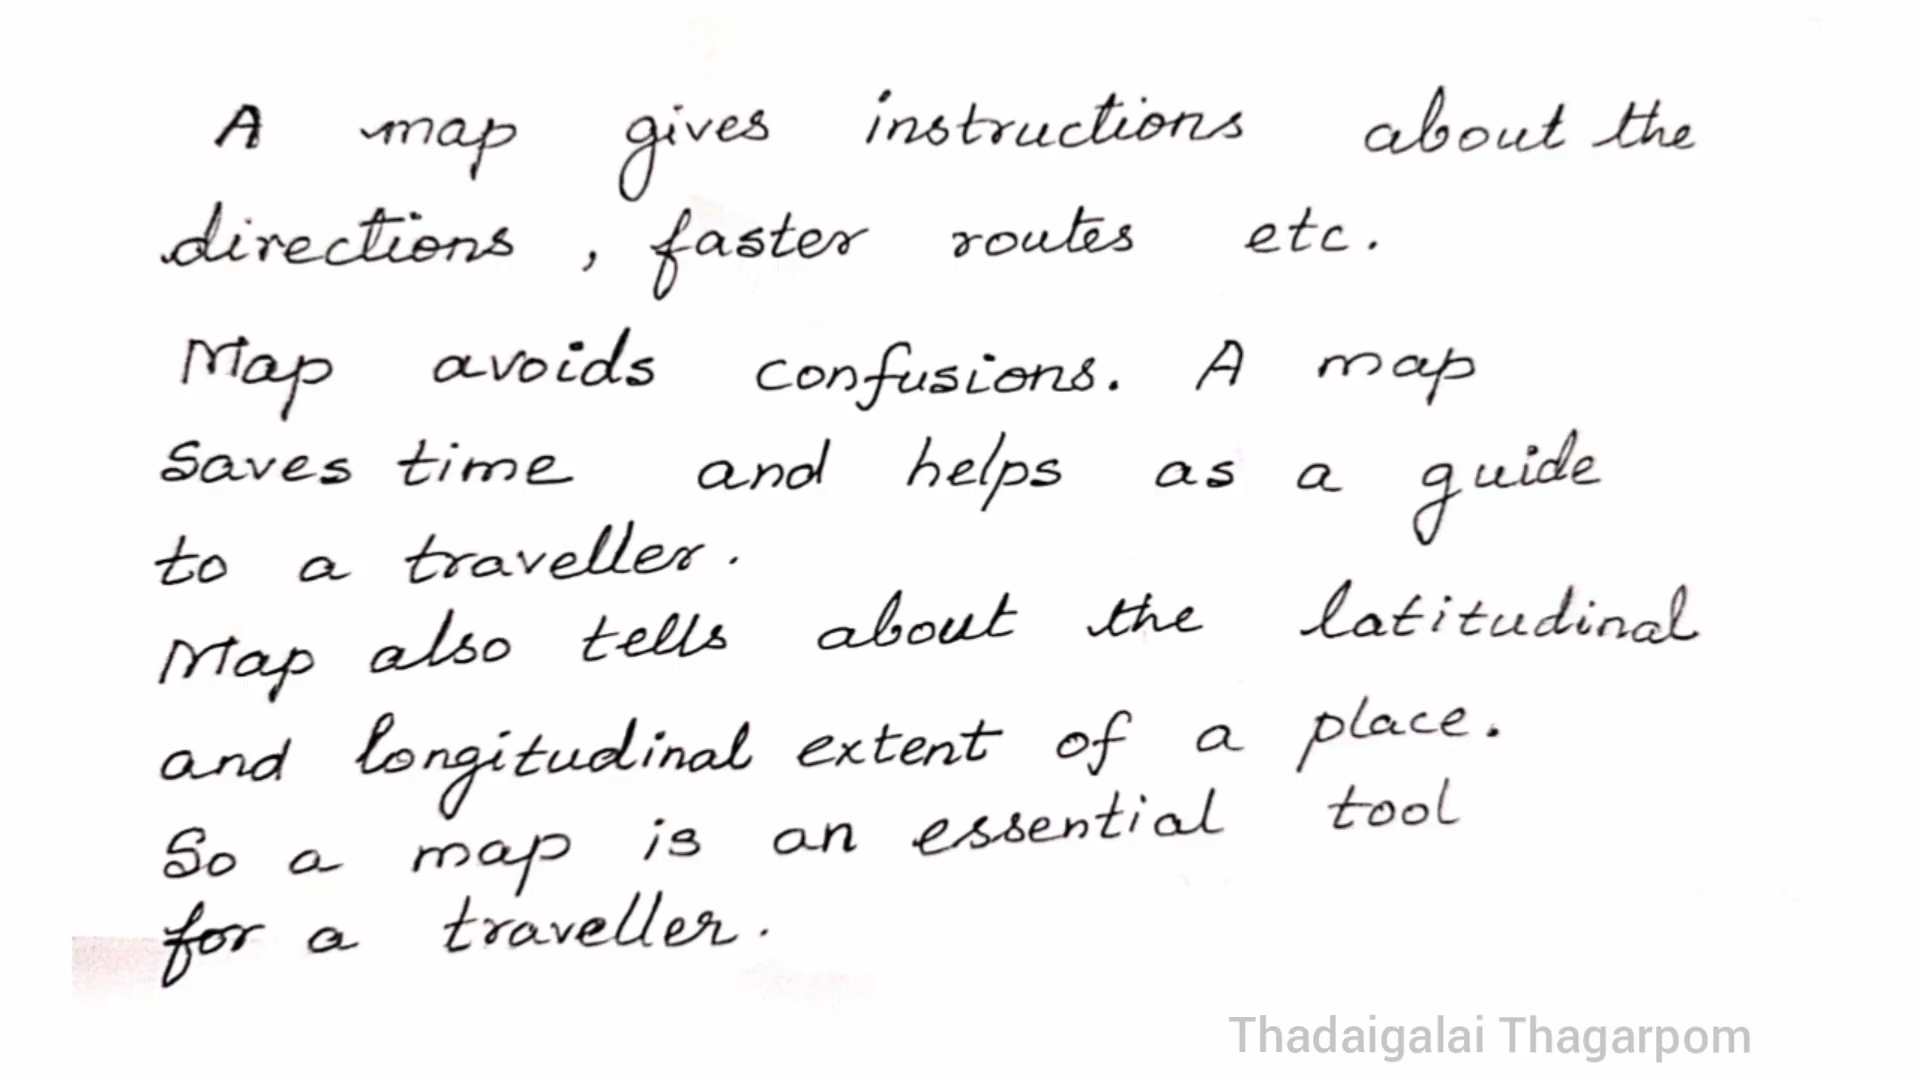 A map gives instructions about the
directions, faster routes etc.
Map avoids confusions. A map
saves time and helps as a guide
to a traveller.
Map also tells about the latitudinal
and longitudinal extent of a place.
So a map is an essential tool
for a traveller.
Thadaigalai Thagarpom